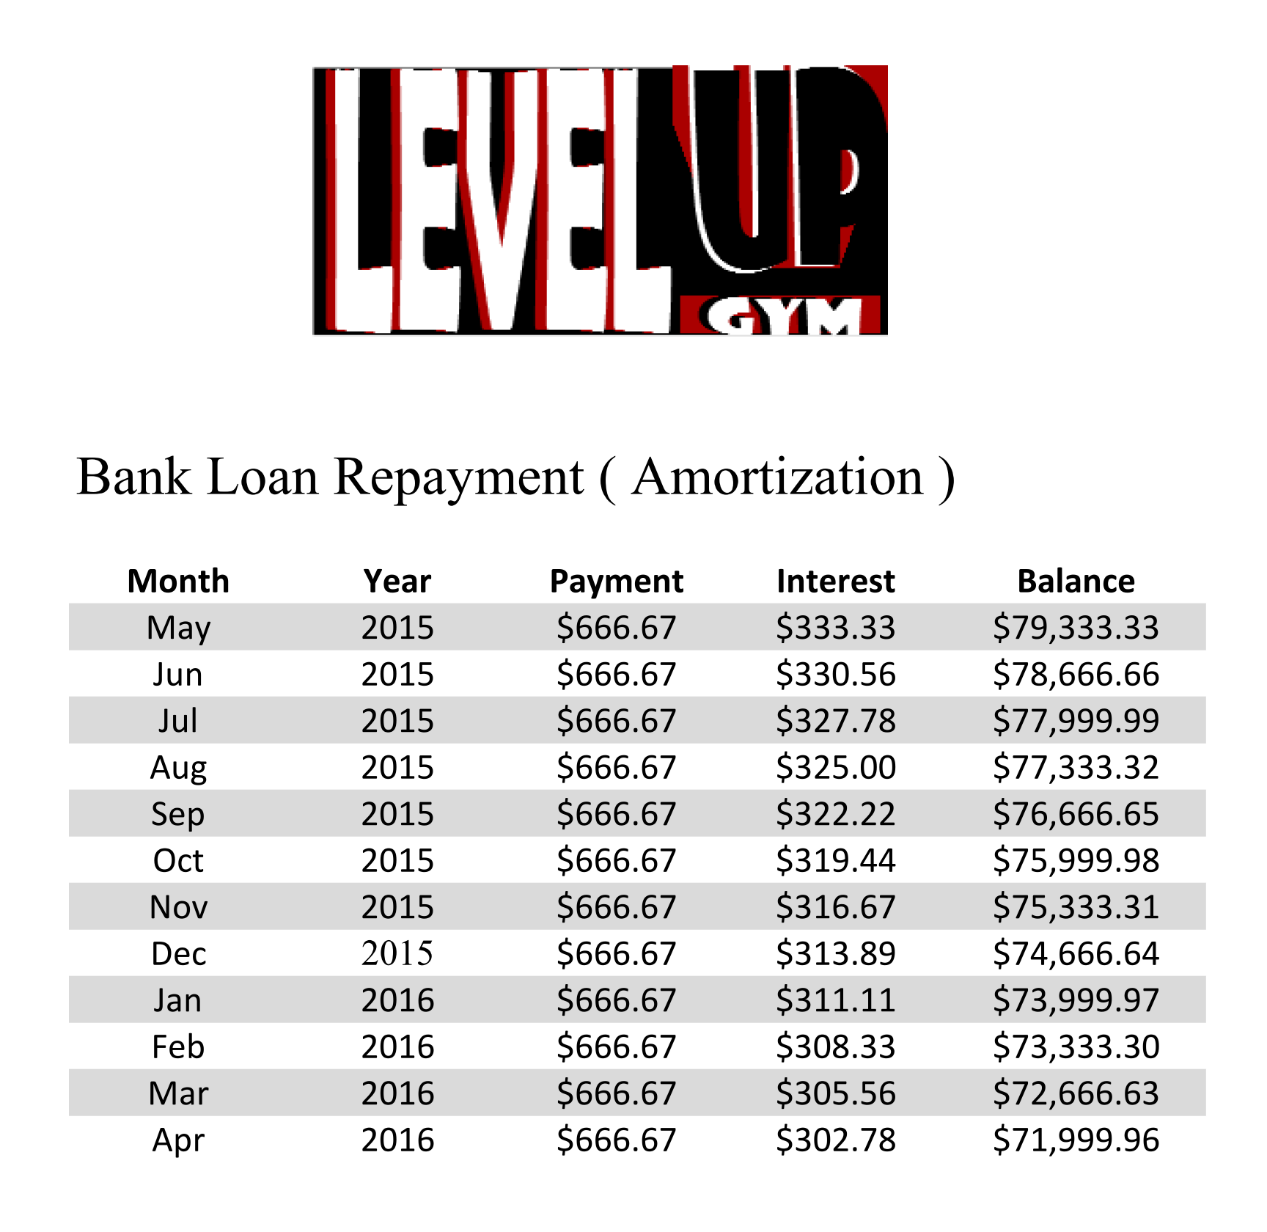 LEVEL UP
GYM
Bank Loan Repayment ( Amortization )
Month Year Payment Interest Balance
May 2015 $666.67 $333.33 $79,333.33
Jun 2015 $666.67 $330.56 $78,666.66
Jul 2015 $666.67 $327.78 $77,999.99
Aug 2015 $666.67 $325.00 $77,333.32
Sep 2015 $666.67 $322.22 $76,666.65
Oct 2015 $666.67 $319.44 $75,999.98
Nov 2015 $666.67 $316.67 $75,333.31
Dec 2015 $666.67 $313.89 $74,666.64
Jan 2016 $666.67 $311.11 $73,999.97
Feb 2016 $666.67 $308.33 $73,333.30
Mar 2016 $666.67 $305.56 $72,666.63
Apr 2016 $666.67 $302.78 $71,999.96